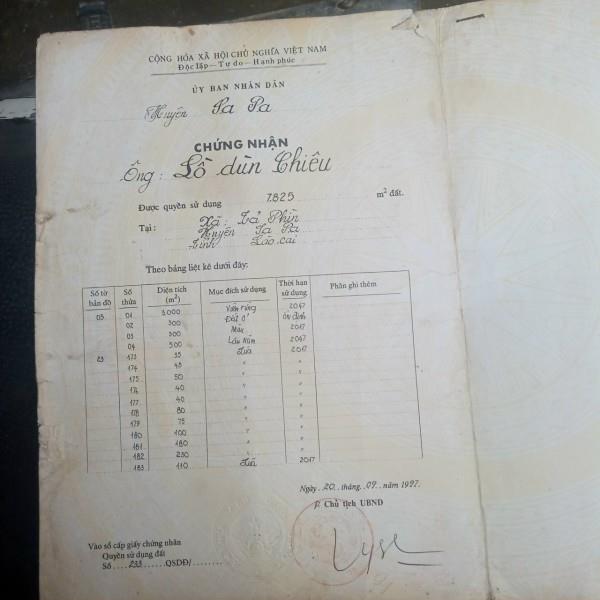 CỘNG HÒA XÃ HỘI CHỦ NGHĨA VIỆT NAM
Độc lập - Tự do - Hạnh phúc
ỦY BAN NHÂN DÂN
Huyện Sa Pa
CHỨNG NHẬN
Ông: Lồ dùn Chiêu
Được quyền sử dụng 7.825 m² đất.
Tại: Xã: Tả Phìn
Huyện Sa Pa
Tỉnh Lào cai
Theo bảng liệt kê dưới đây:
Số tờ bản đồ Số thửa Diện tích (m²) Mục đích sử dụng Thời hạn sử dụng Phần ghi thêm
03 01 5000 Vườn rừng 2047
02 300 Đất ở ổn định
03 300 Màu 2017
04 500 2047
23 173 35 Lúa 2017
174 45 "
175 50 " "
176 40 " "
177 40 " "
178 80 " "
179 75 " "
180 100 " "
181 180 " "
182 230 " "
183 110 Lúa 2017
Ngày 20 tháng 09 năm 1997
Chủ tịch UBND
Vào sổ cấp giấy chứng nhận
Quyền sử dụng đất
Số 233 QSDĐ/